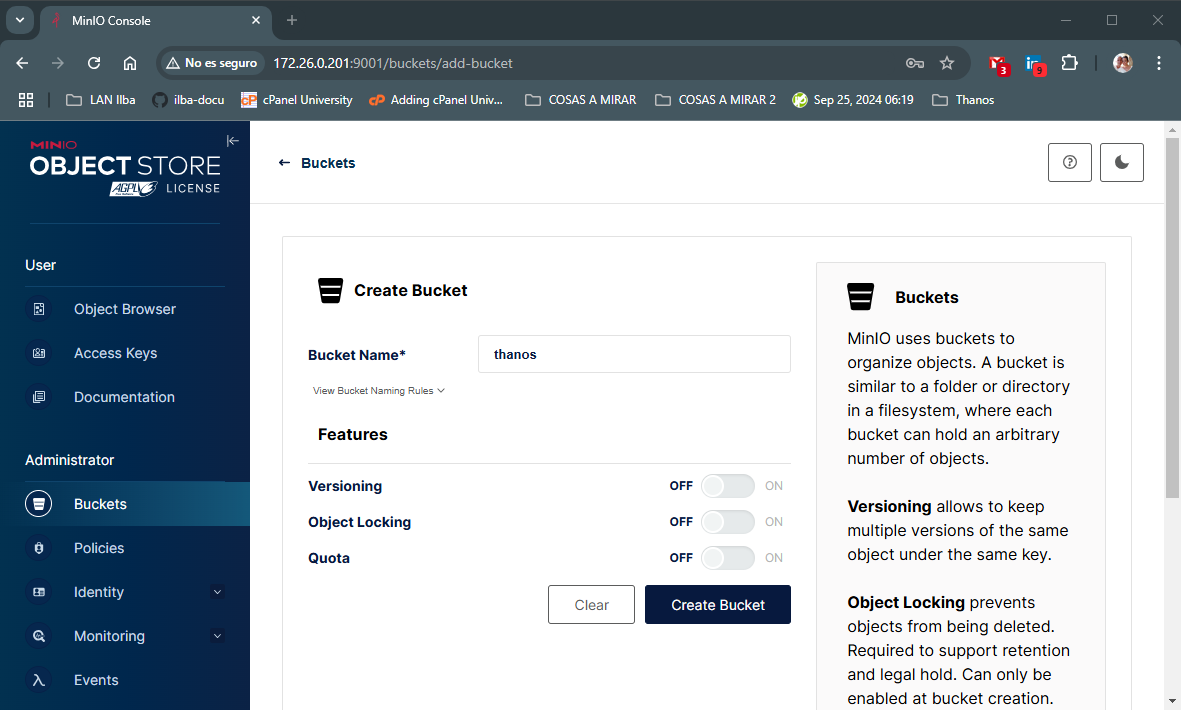 MinIO Console
No es seguro
172.26.0.201:9001/buckets/add-bucket
3
9
LAN Ilba
ilba-docu
cPanel University
Adding cPanel Univ...
COSAS A MIRAR
COSAS A MIRAR 2
Sep 25, 2024 06:19
Thanos
MINIO
OBJECT STORE
AGPL v3 LICENSE
User
Object Browser
Access Keys
Documentation
Administrator
Buckets
Policies
Identity
Monitoring
Events
← Buckets
Create Bucket
Bucket Name*
thanos
View Bucket Naming Rules
Features
Versioning OFF ON
Object Locking OFF ON
Quota OFF ON
Clear
Create Bucket
Buckets
MinIO uses buckets to
organize objects. A bucket is
similar to a folder or directory
in a filesystem, where each
bucket can hold an arbitrary
number of objects.
Versioning allows to keep
multiple versions of the same
object under the same key.
Object Locking prevents
objects from being deleted.
Required to support retention
and legal hold. Can only be
enabled at bucket creation.